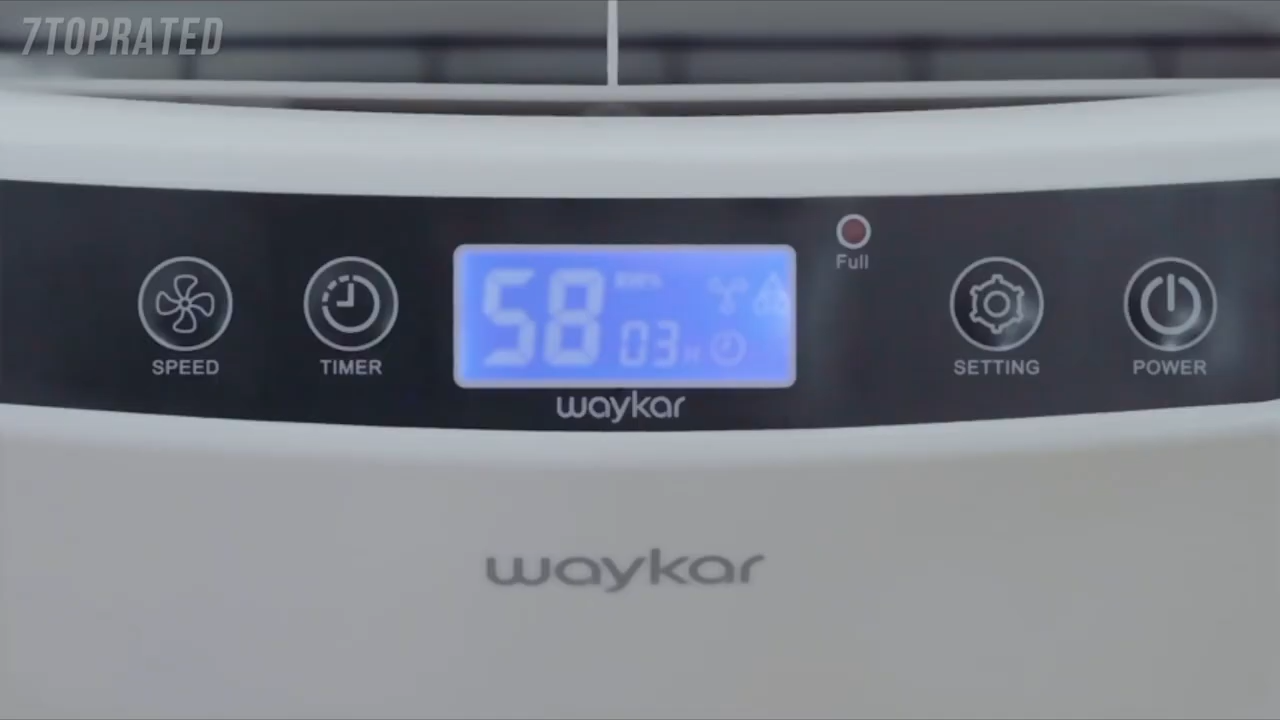 7TOPRATED
Full
58
03 H
SPEED
TIMER
SETTING
POWER
waykar
waykar